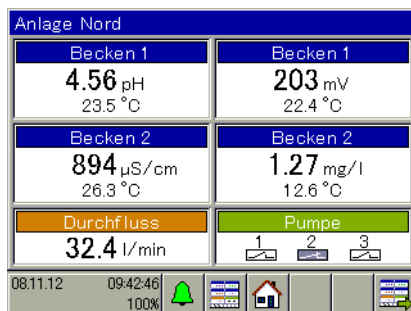 Anlage Nord
Becken 1
4.56 pH
23.5 °C
Becken 1
203 mV
22.4 °C
Becken 2
894 µS/cm
26.3 °C
Becken 2
1.27 mg/l
12.6 °C
Durchfluss
32.4 l/min
Pumpe
1 2 3
08.11.12 09:42:46
100%